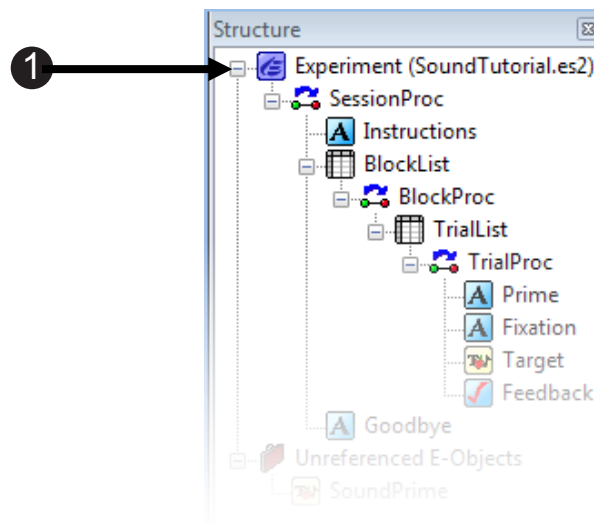 Structure
1
Experiment (SoundTutorial.es2)
SessionProc
A Instructions
BlockList
BlockProc
TrialList
TrialProc
A Prime
A Fixation
Target
Feedback
A Goodbye
Unreferenced E-Objects
SoundPrime